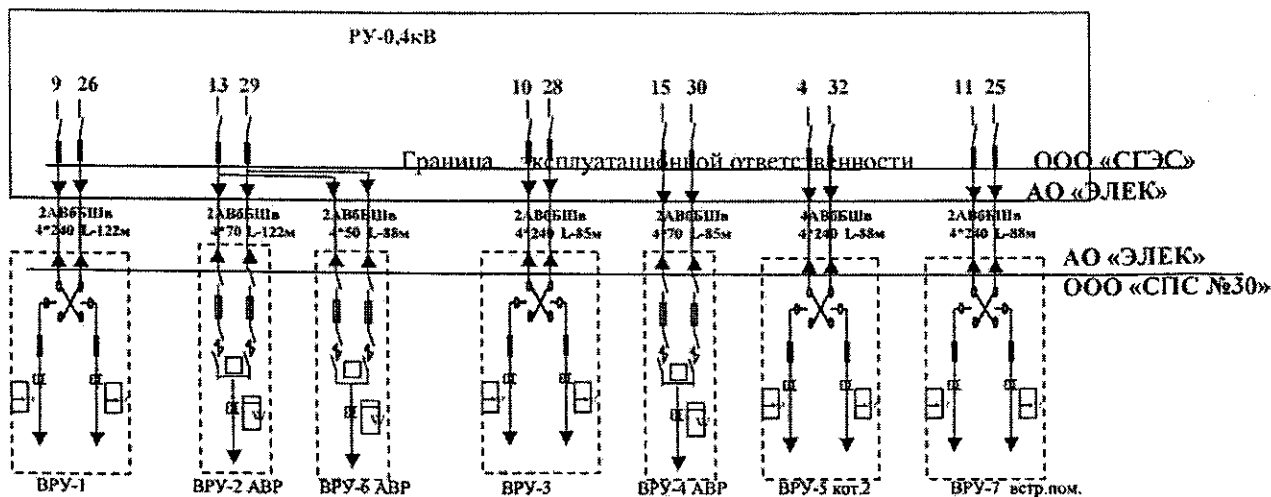 РУ-0,4кВ
9 26 13 29 10 28 15 30 4 32 11 25
Граница эксплуатационной ответственности ООО «СГЭС»
АО «ЭЛЕК»
2АВбБШв 2АВбБШв 2АВбБШв 2АВбБШв 2АВбБШв 4АВбБШв 2АВбБШв
4*240 L-122м 4*70 L-122м 4*50 L-88м 4*240 L-85м 4*70 L-85м 4*240 L-88м 4*240 L-88м
АО «ЭЛЕК»
ООО «СПС №30»
ВРУ-1 ВРУ-2 АВР ВРУ-6 АВР ВРУ-3 ВРУ-4 АВР ВРУ-5 кот.2 ВРУ-7 встр.пом.